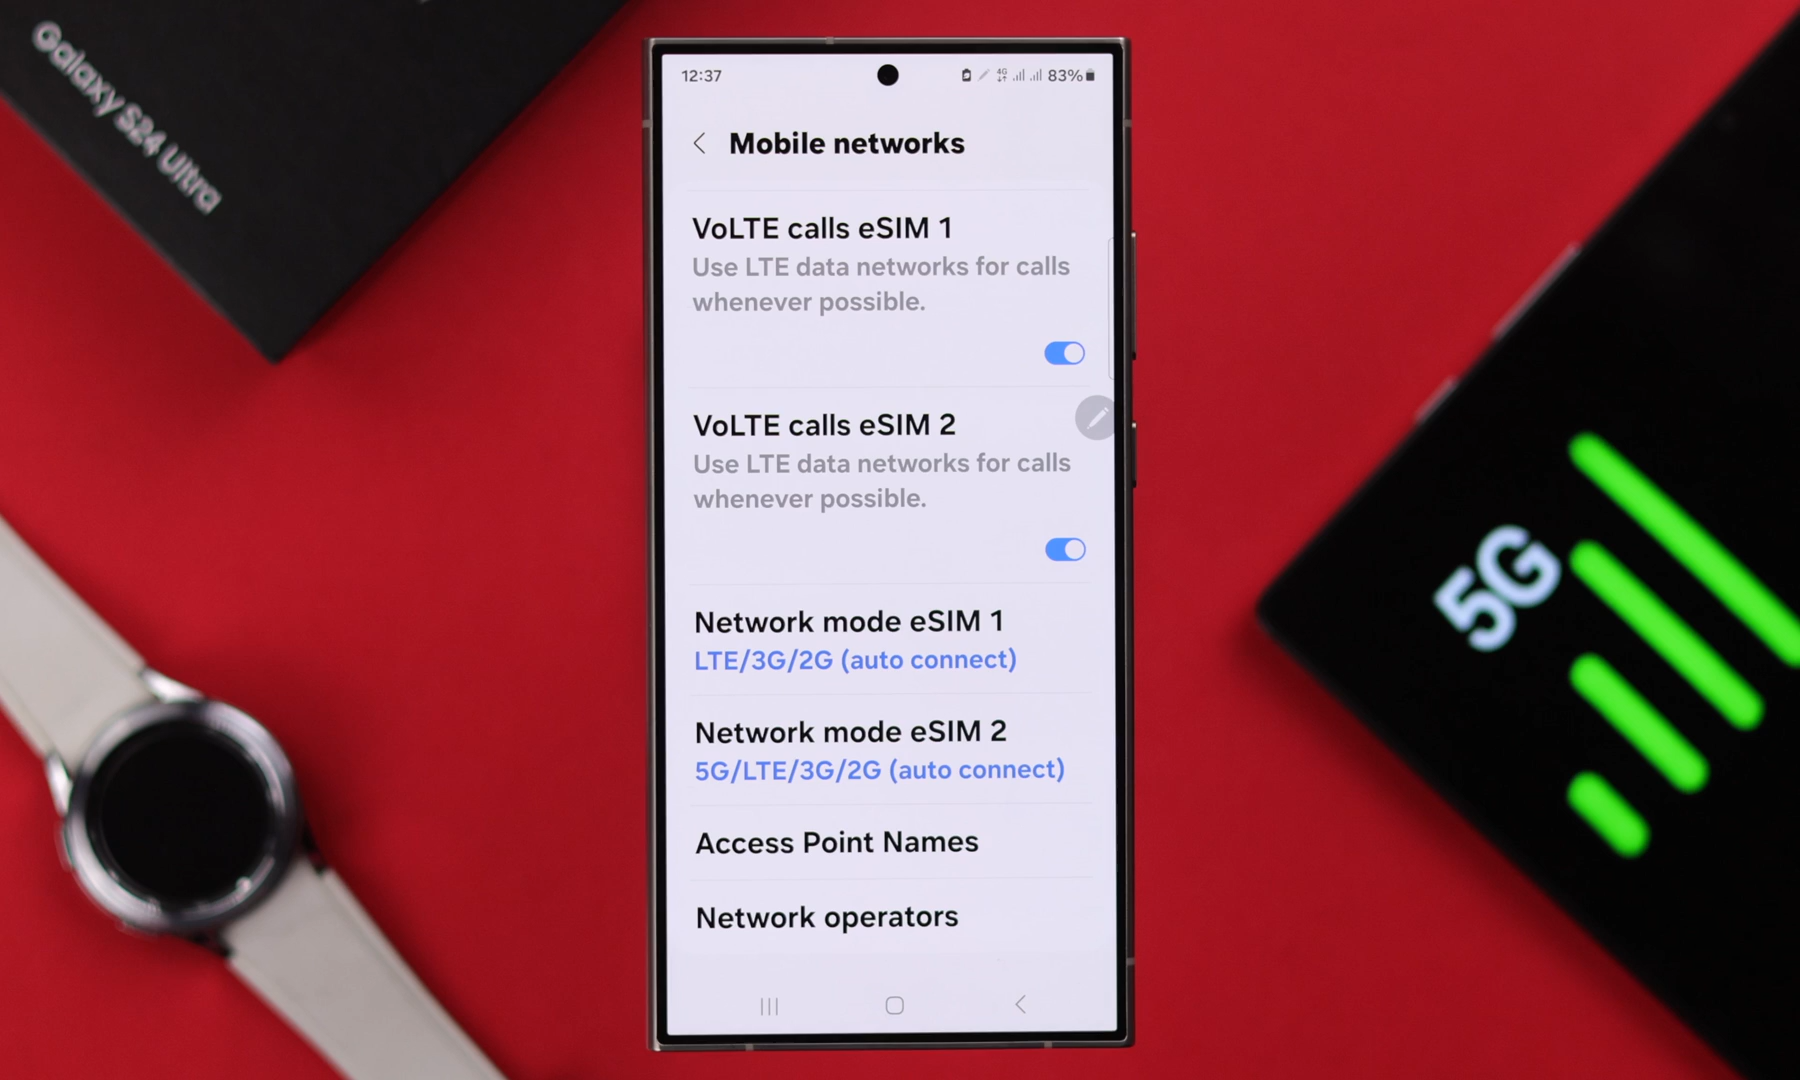 Galaxy S24 Ultra
12:37
4G
83%
Mobile networks
VoLTE calls eSIM 1
Use LTE data networks for calls
whenever possible.
VoLTE calls eSIM 2
Use LTE data networks for calls
whenever possible.
Network mode eSIM 1
LTE/3G/2G (auto connect)
Network mode eSIM 2
5G/LTE/3G/2G (auto connect)
Access Point Names
Network operators
5G